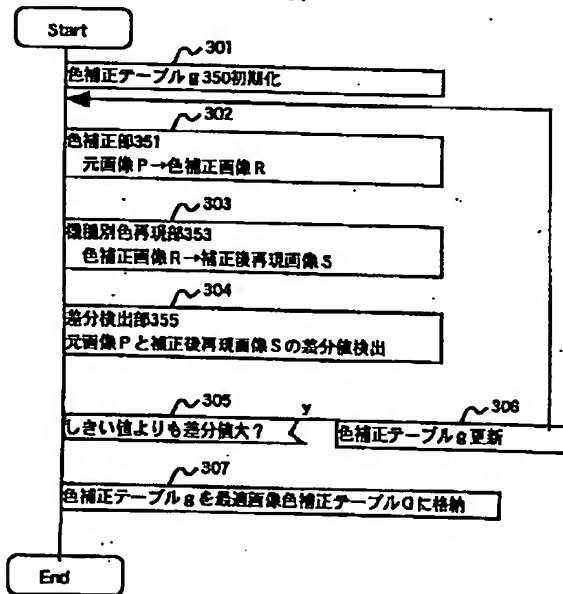 Start
301
色補正テーブルg350初期化
302
色補正部351
元画像P→色補正画像R
303
機種別色再現部353
色補正画像R→補正後再現画像S
304
差分検出部355
元画像Pと補正後再現画像Sの差分値検出
305
しきい値よりも差分値大?
y
306
色補正テーブルg更新
307
色補正テーブルgを最適画像色補正テーブルGに格納
End